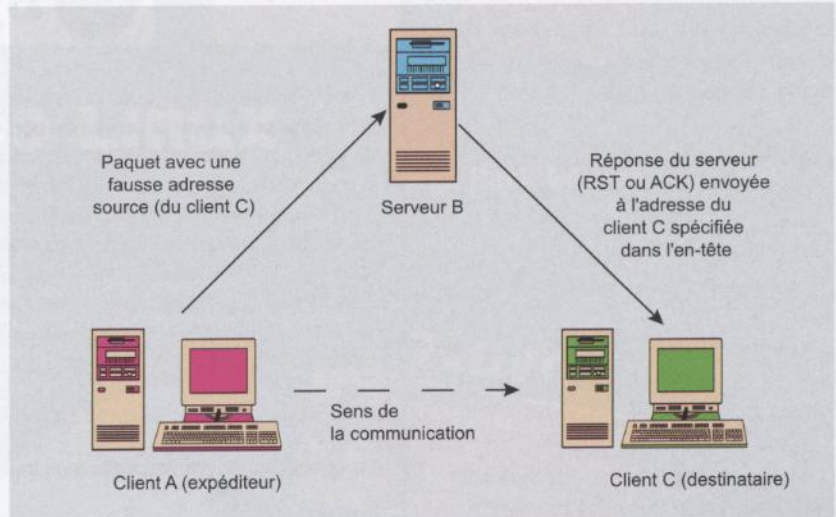 Paquet avec une
fausse adresse
source (du client C)
Serveur B
Réponse du serveur
(RST ou ACK) envoyée
à l'adresse du
client C spécifiée
dans l'en-tête
Sens de
la communication
Client A (expéditeur)
Client C (destinataire)